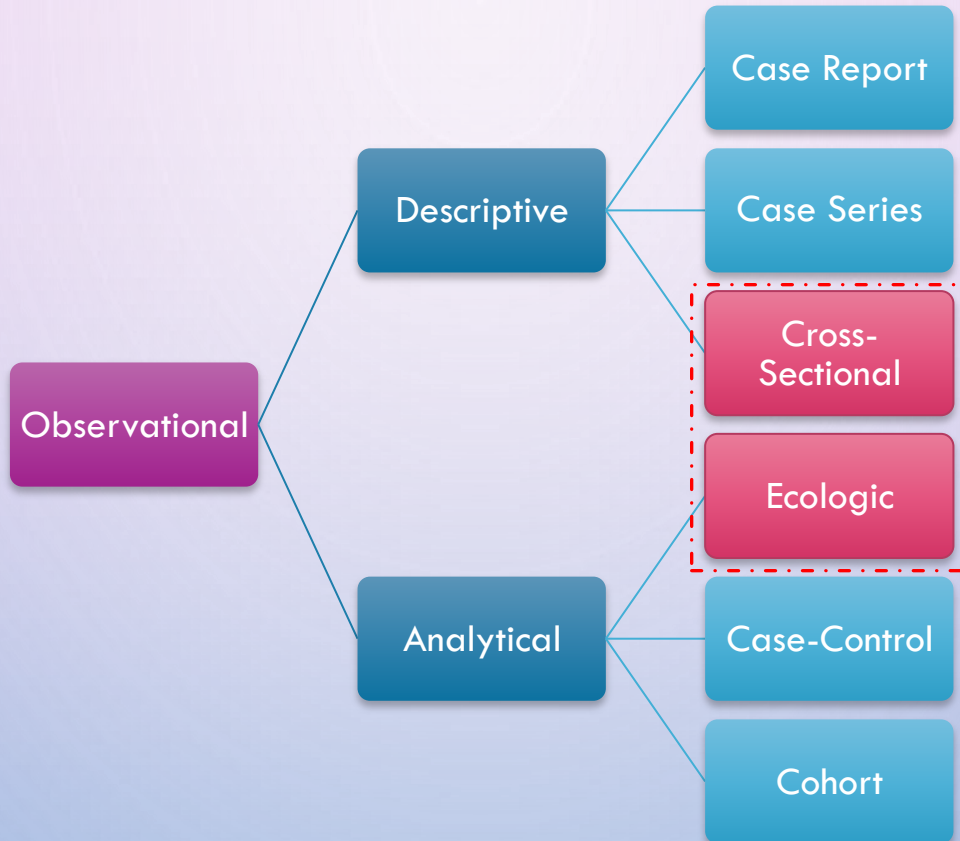 Case Report
Descriptive
Case Series
Cross-
Sectional
Observational
Ecologic
Analytical
Case-Control
Cohort